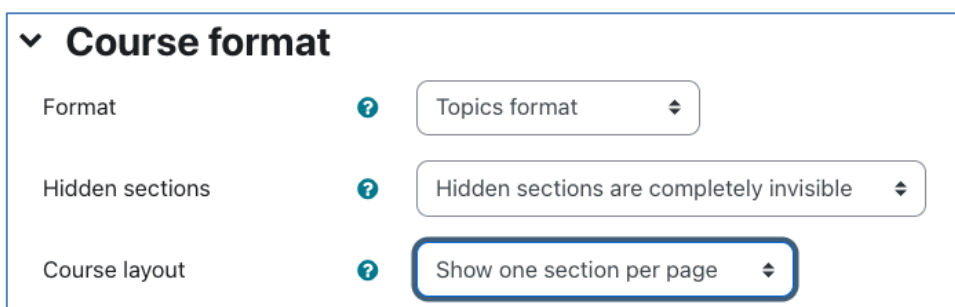 Course format
Format ? Topics format
Hidden sections ? Hidden sections are completely invisible
Course layout ? Show one section per page